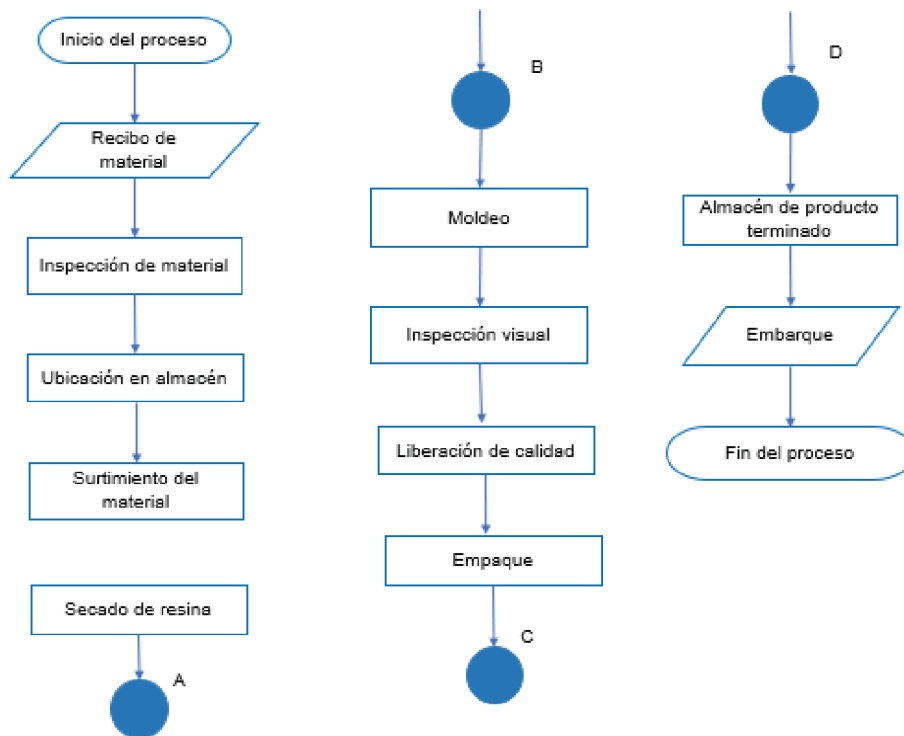 Inicio del proceso
Recibo de
material
Inspección de material
Ubicación en almacén
Surtimiento del
material
Secado de resina
A
B
Moldeo
Inspección visual
Liberación de calidad
Empaque
C
D
Almacén de producto
terminado
Embarque
Fin del proceso